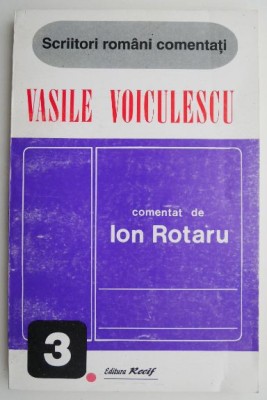 Scriitori români comentați
VASILE VOICULESCU
comentat de
Ion Rotaru
3
Editura Recif